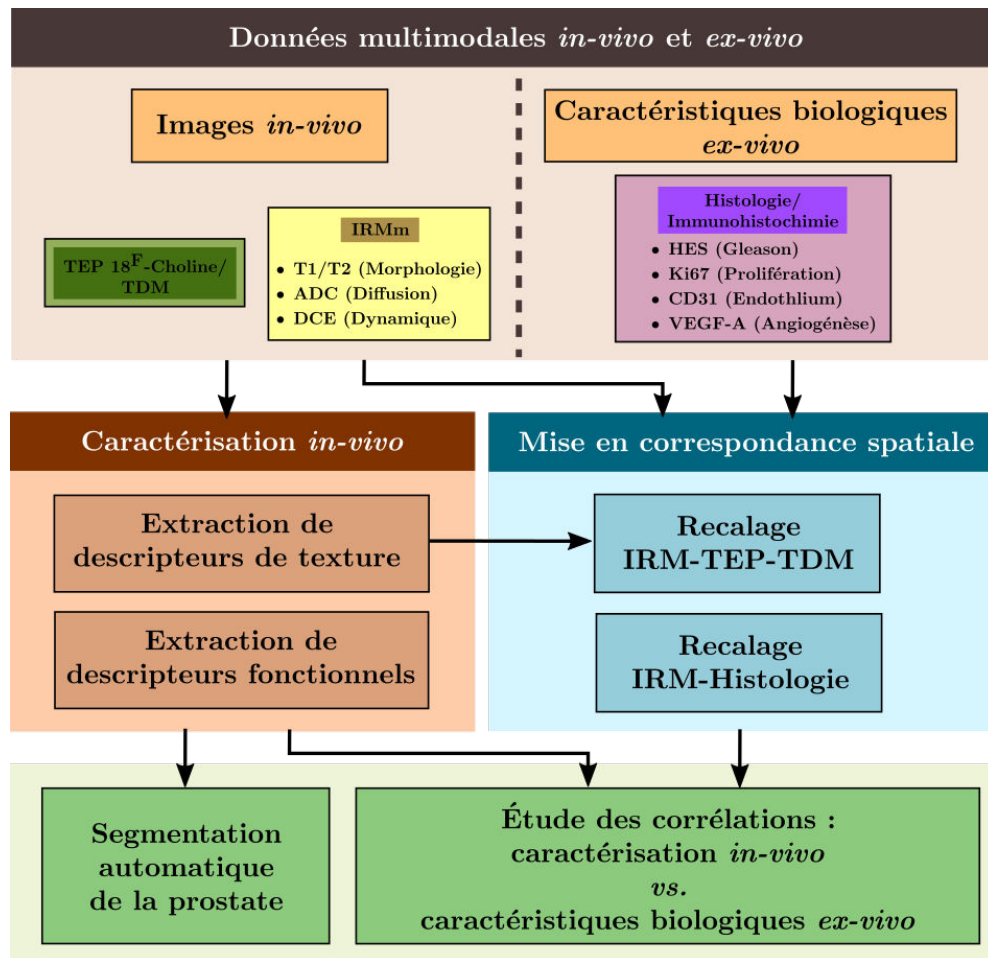 Données multimodales in-vivo et ex-vivo
Images in-vivo
TEP 18F-Choline/
TDM
IRMm
• T1/T2 (Morphologie)
• ADC (Diffusion)
• DCE (Dynamique)
Caractéristiques biologiques
ex-vivo
Histologie/
Immunohistochimie
• HES (Gleason)
• Ki67 (Prolifération)
• CD31 (Endothlium)
• VEGF-A (Angiogénèse)
Caractérisation in-vivo
Extraction de
descripteurs de texture
Extraction de
descripteurs fonctionnels
Mise en correspondance spatiale
Recalage
IRM-TEP-TDM
Recalage
IRM-Histologie
Segmentation
automatique
de la prostate
Étude des corrélations :
caractérisation in-vivo
vs.
caractéristiques biologiques ex-vivo